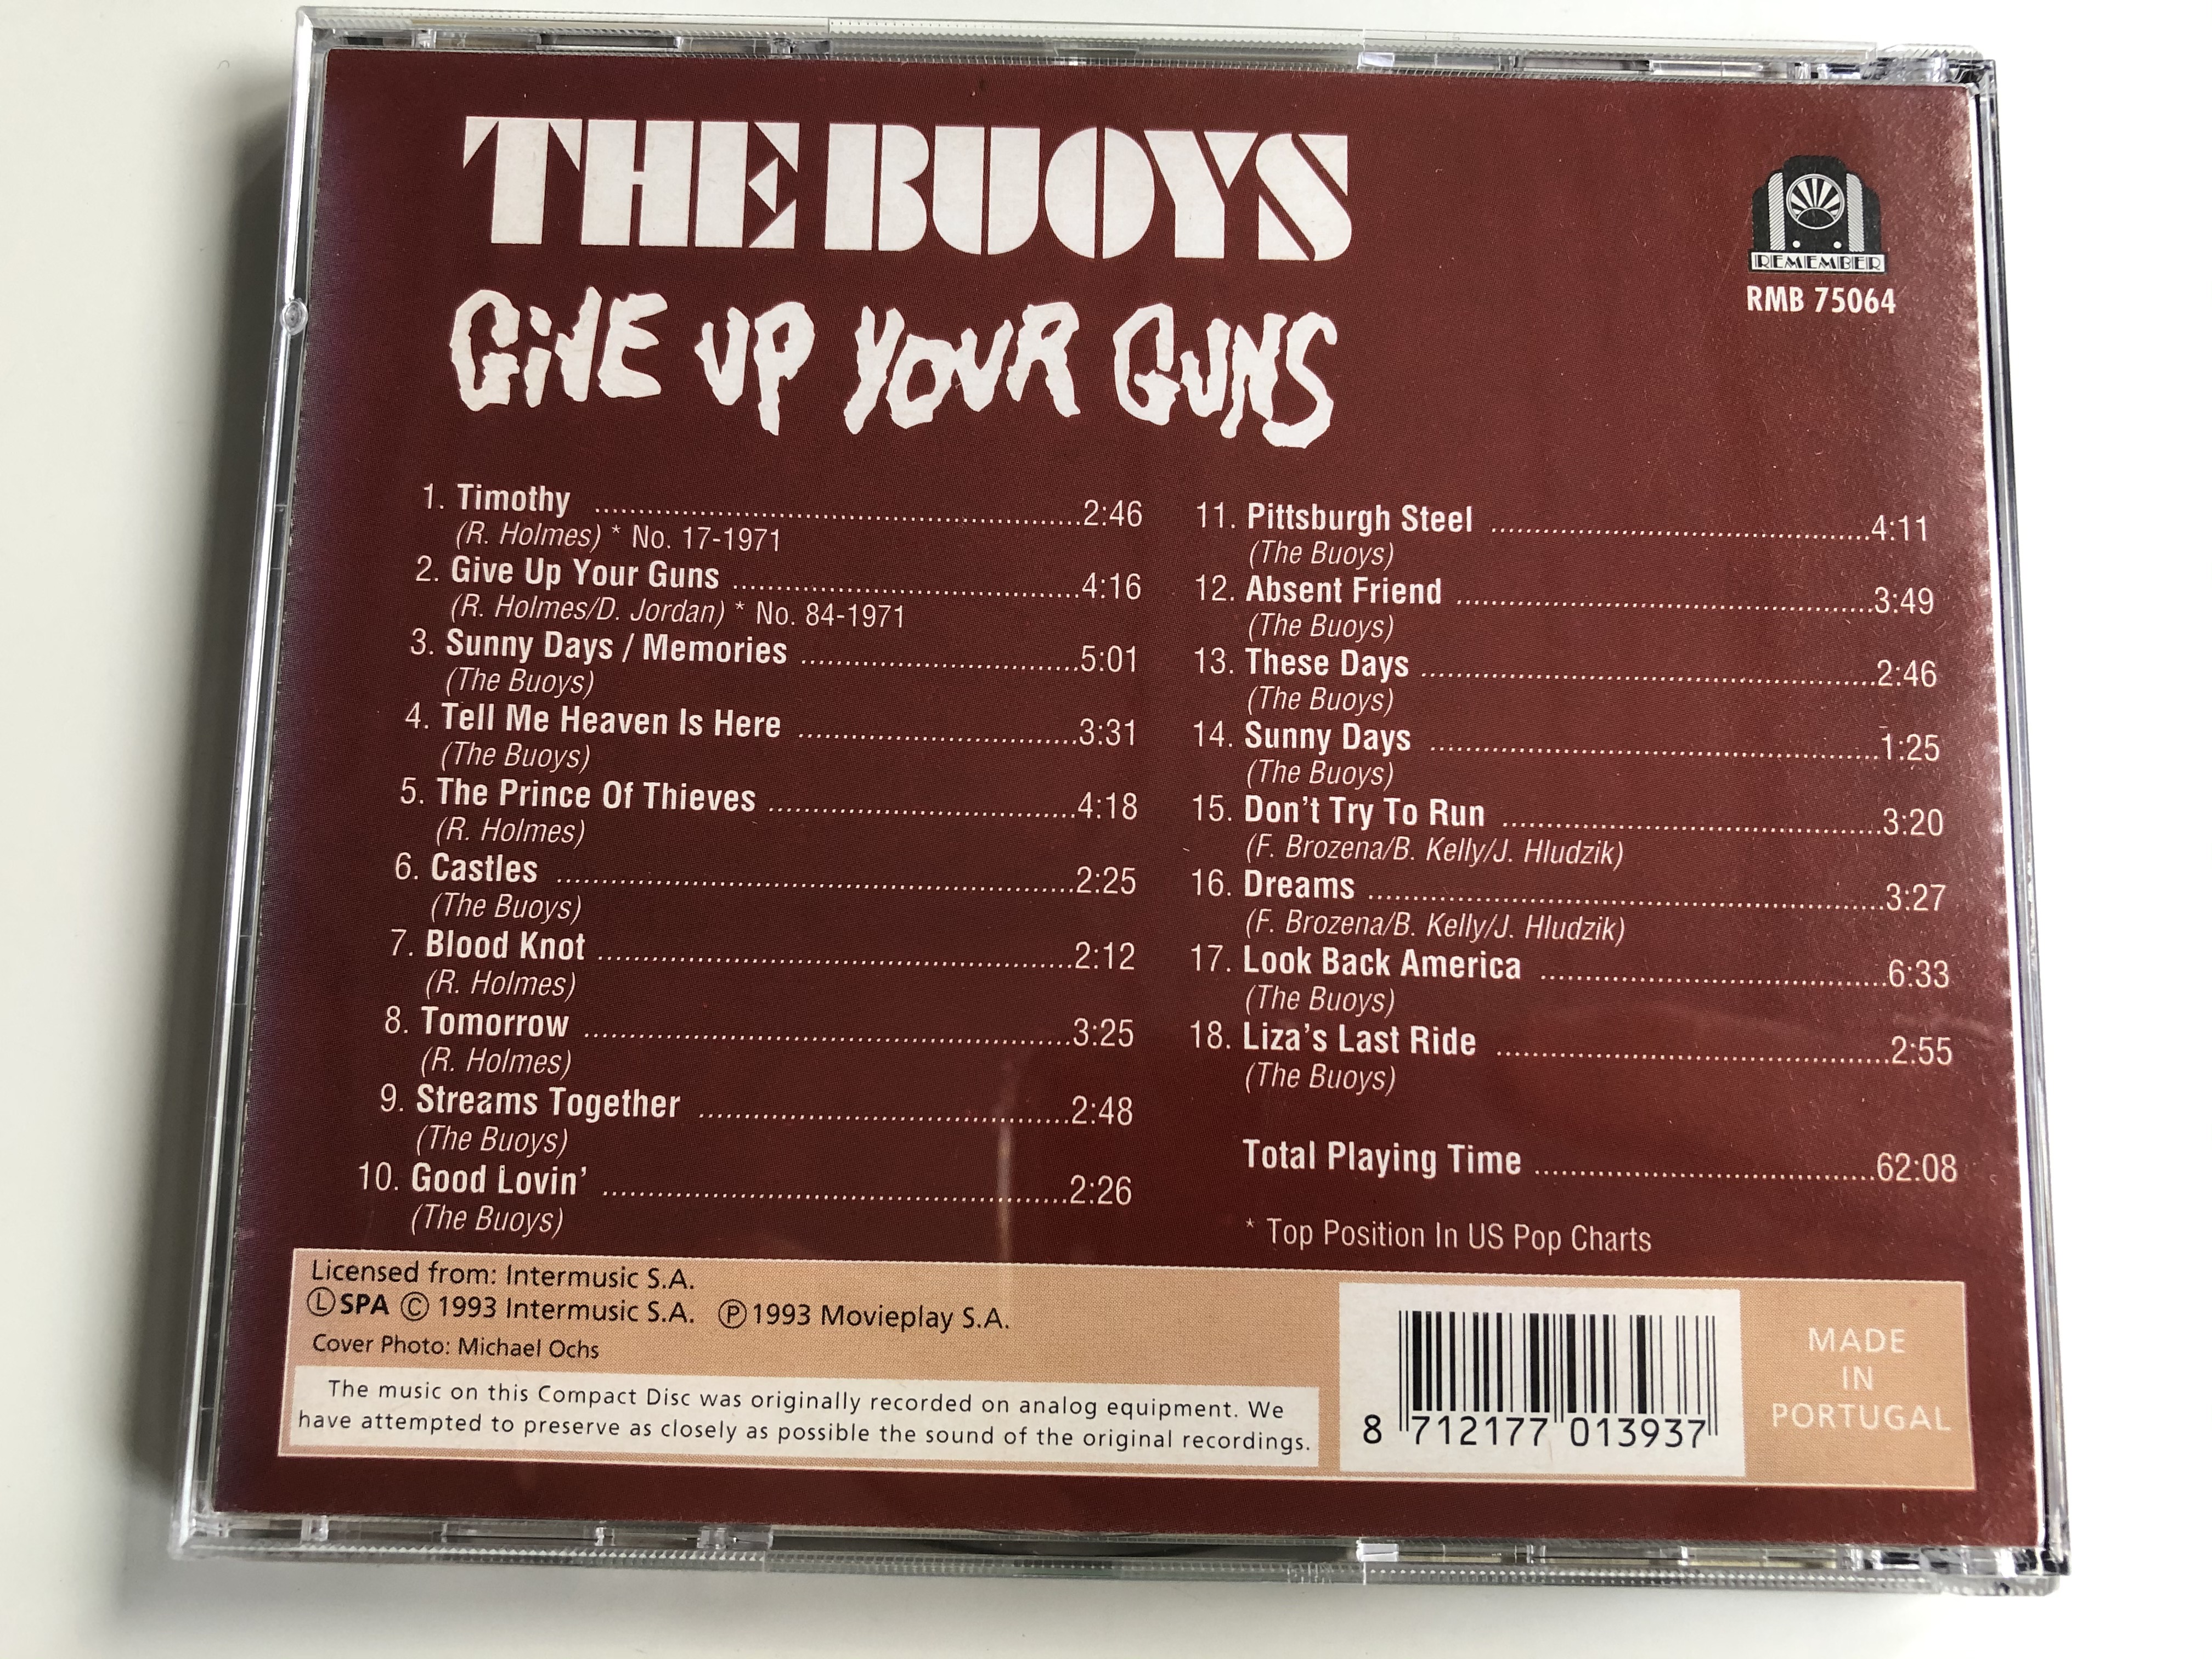 THE BUOYS
GIVE UP YOUR GUNS
REMEMBER
RMB 75064
1. Timothy ........ 2:46
(R. Holmes) * No. 17-1971
2. Give Up Your Guns ........ 4:16
(R. Holmes/D. Jordan) * No. 84-1971
3. Sunny Days / Memories ........ 5:01
(The Buoys)
4. Tell Me Heaven Is Here ........ 3:31
(The Buoys)
5. The Prince Of Thieves ........ 4:18
(R. Holmes)
6. Castles ........ 2:25
(The Buoys)
7. Blood Knot ........ 2:12
(R. Holmes)
8. Tomorrow ........ 3:25
(R. Holmes)
9. Streams Together ........ 2:48
(The Buoys)
10. Good Lovin' ........ 2:26
(The Buoys)
11. Pittsburgh Steel ........ 4:11
(The Buoys)
12. Absent Friend ........ 3:49
(The Buoys)
13. These Days ........ 2:46
(The Buoys)
14. Sunny Days ........ 1:25
(The Buoys)
15. Don't Try To Run ........ 3:20
(F. Brozena/B. Kelly/J. Hludzik)
16. Dreams ........ 3:27
(F. Brozena/B. Kelly/J. Hludzik)
17. Look Back America ........ 6:33
(The Buoys)
18. Liza's Last Ride ........ 2:55
(The Buoys)
Total Playing Time ........ 62:08
* Top Position In US Pop Charts
Licensed from: Intermusic S.A.
Ⓛ SPA © 1993 Intermusic S.A. ℗ 1993 Movieplay S.A.
Cover Photo: Michael Ochs
The music on this Compact Disc was originally recorded on analog equipment. We
have attempted to preserve as closely as possible the sound of the original recordings.
8 712177 013937
MADE
IN
PORTUGAL